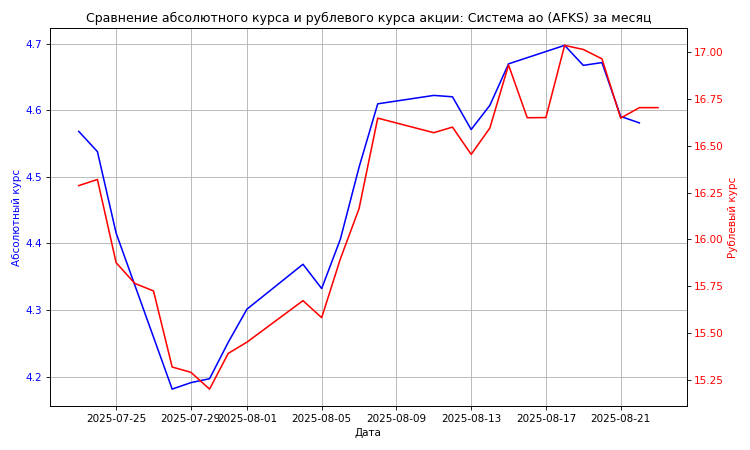 Сравнение абсолютного курса и рублевого курса акции: Система ао (AFKS) за месяц
Абсолютный курс
4.7
4.6
4.5
4.4
4.3
4.2
17.00
16.75
16.50
16.25
16.00
15.75
15.50
15.25
Рублевый курс
2025-07-25 2025-07-29 2025-08-01 2025-08-05 2025-08-09 2025-08-13 2025-08-17 2025-08-21
Дата